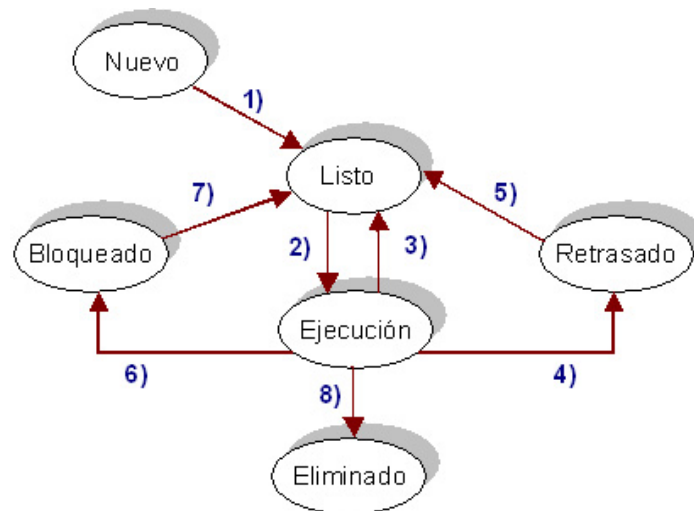 Nuevo
1)
Listo
7)
5)
Bloqueado
2)
3)
Retrasado
Ejecución
6)
8)
4)
Eliminado